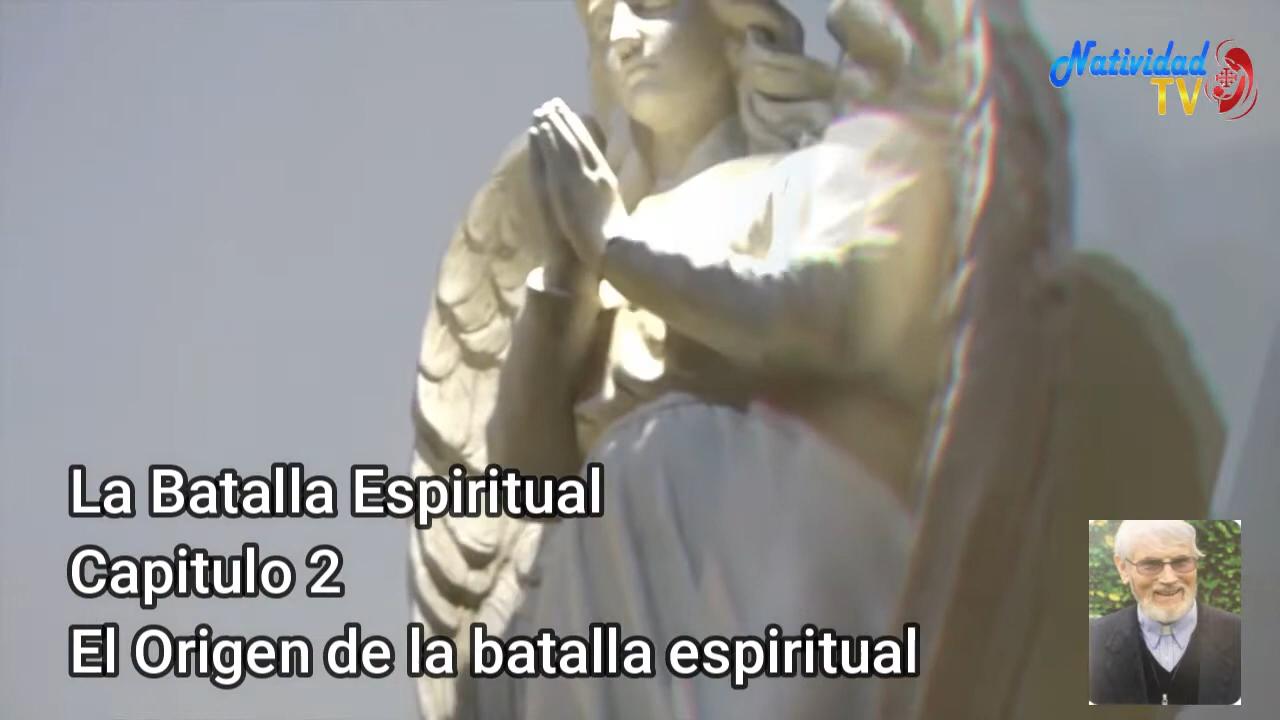 Natividad
TV
La Batalla Espiritual
Capitulo 2
El Origen de la batalla espiritual